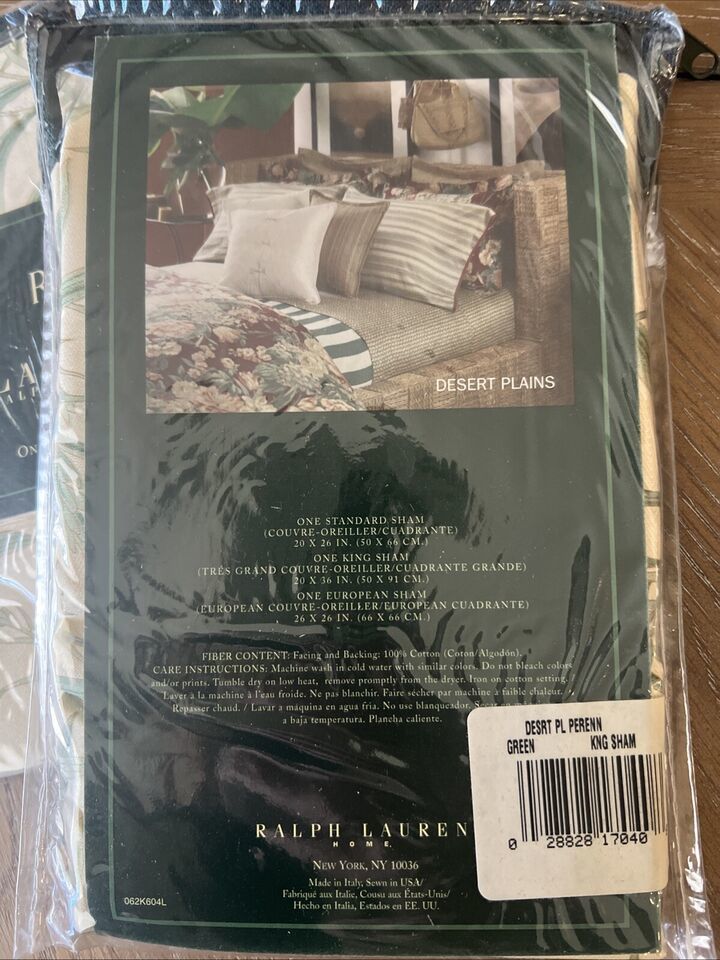 DESERT PLAINS
ONE STANDARD SHAM
(COUVRE-OREILLER/CUADRANTE)
20 X 26 IN. (50 X 66 CM.)
ONE KING SHAM
(TRÉS GRAND COUVRE-OREILLER/CUADRANTE GRANDE)
20 X 36 IN. (50 X 91 CM.)
ONE EUROPEAN SHAM
(EUROPEAN COUVRE-OREILLER/EUROPEAN CUADRANTE)
26 X 26 IN. (66 X 66 CM.)
FIBER CONTENT: Facing and Backing: 100% Cotton (Coton/Algodón).
CARE INSTRUCTIONS: Machine wash in cold water with similar colors. Do not bleach colors
and/or prints. Tumble dry on low heat, remove promptly from the dryer. Iron on cotton setting.
Laver à la machine à l'eau froide. Ne pas blanchir. Faire sécher par machine à faible chaleur.
Repasser chaud. / Lavar a máquina en agua fria. No use blanqueador.
a baja temperatura. Plancha caliente.
DESRT PL PERENN
GREEN KNG SHAM
0 28828 17040
RALPH LAUREN
HOME
NEW YORK, NY 10036
Made in Italy, Sewn in USA/
Fabriqué aux Italie, Cousu aux États-Unis/
Hecho en Italia, Estados en EE. UU.
062K604L